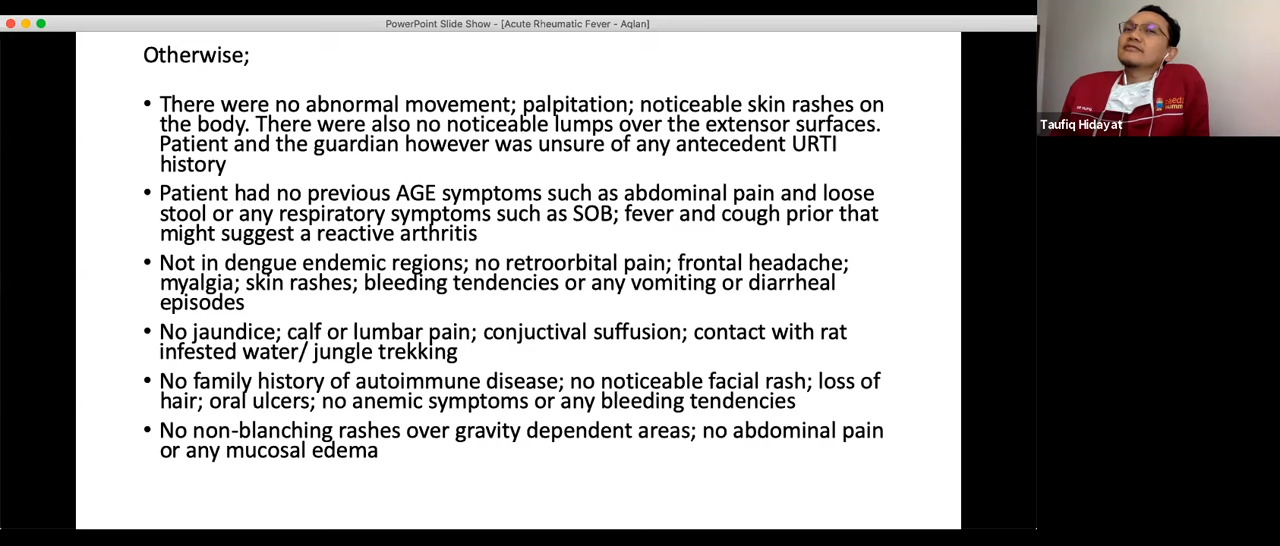 PowerPoint Slide Show - [Acute Rheumatic Fever - Aqlan]
Otherwise;
• There were no abnormal movement; palpitation; noticeable skin rashes on
the body. There were also no noticeable lumps over the extensor surfaces.
Patient and the guardian however was unsure of any antecedent URTI
history
• Patient had no previous AGE symptoms such as abdominal pain and loose
stool or any respiratory symptoms such as SOB; fever and cough prior that
might suggest a reactive arthritis
• Not in dengue endemic regions; no retroorbital pain; frontal headache;
myalgia; skin rashes; bleeding tendencies or any vomiting or diarrheal
episodes
• No jaundice; calf or lumbar pain; conjuctival suffusion; contact with rat
infested water/ jungle trekking
• No family history of autoimmune disease; no noticeable facial rash; loss of
hair; oral ulcers; no anemic symptoms or any bleeding tendencies
• No non-blanching rashes over gravity dependent areas; no abdominal pain
or any mucosal edema
Taufiq Hidayat